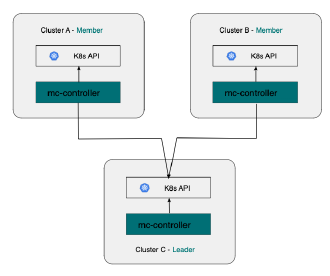 Cluster A - Member
K8s API
mc-controller
Cluster B - Member
K8s API
mc-controller
K8s API
mc-controller
Cluster C - Leader